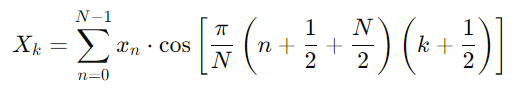 X_k = \sum_{n=0}^{N-1} x_n \cdot \cos \left[ \frac{\pi}{N} \left( n + \frac{1}{2} + \frac{N}{2} \right) \left( k + \frac{1}{2} \right) \right]